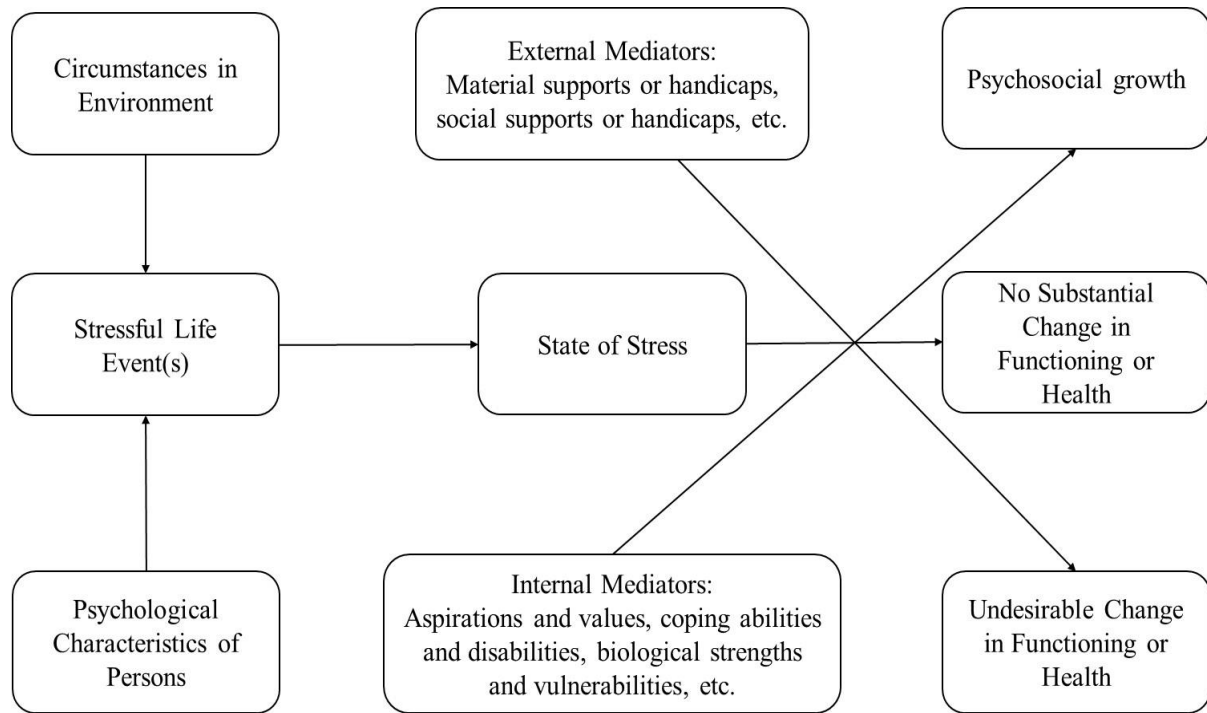 Circumstances in
Environment
External Mediators:
Material supports or handicaps,
social supports or handicaps, etc.
Psychosocial growth
Stressful Life
Event(s)
State of Stress
No Substantial
Change in
Functioning or
Health
Psychological
Characteristics of
Persons
Internal Mediators:
Aspirations and values, coping abilities
and disabilities, biological strengths
and vulnerabilities, etc.
Undesirable Change
in Functioning or
Health